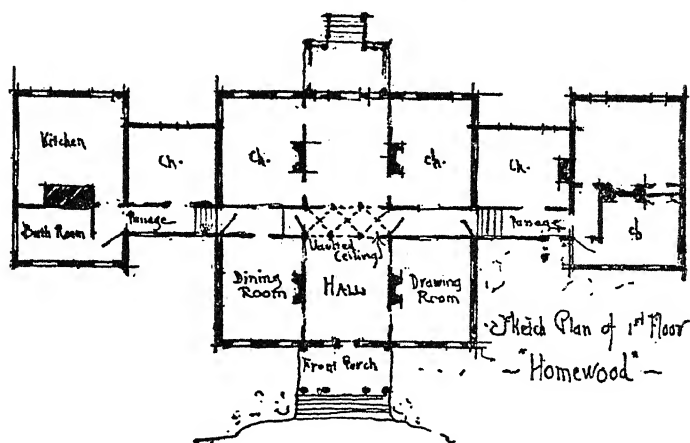 Kitchen
Ch.
Ch.
Ch.
Ch.
Bath Room
Passage
Passage
ch
Vaulted
Ceiling
Dining
Room
HALL
Drawing
Room
Front Porch
Sketch Plan of 1st Floor
~ "Homewood" ~